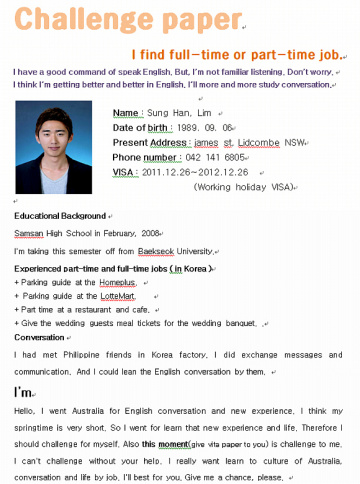 Challenge paper.
I find full-time or part-time job.
I have a good command of speak English. But, I'm not familiar listening. Don't worry.
I think I'm getting better and better in English. I'll more and more study conversation.
Name : Sung Han. Lim
Date of birth : 1989. 09. 06
Present Address : james st. Lidcombe NSW
Phone number : 042 141 6805
VISA : 2011.12.26~2012.12.26
(Working holiday VISA)
Educational Background
Samsan High School in February, 2008
I'm taking this semester off from Baekseok University.
Experienced part-time and full-time jobs ( in Korea )
+ Parking guide at the Homeplus.
+ Parking guide at the LotteMart.
+ Part time at a restaurant and cafe.
+ Give the wedding guests meal tickets for the wedding banquet. .
Conversation
I had met Philippine friends in Korea factory. I did exchange messages and
communication. And I could lean the English conversation by them.
I'm
Hello, I went Australia for English conversation and new experience. I think my
springtime is very short. So I went for learn that new experience and life. Therefore I
should challenge for myself. Also this moment(give vita paper to you) is challenge to me.
I can't challenge without your help. I really want learn to culture of Australia,
conversation and life by job. I'll best for you. Give me a chance, please.